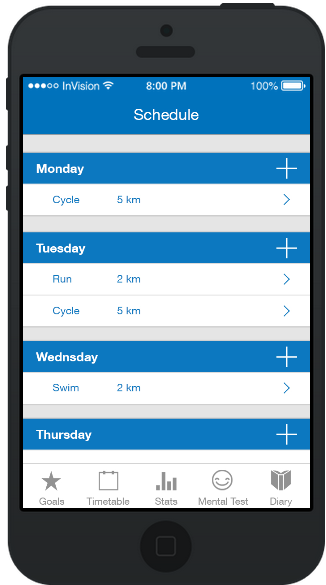 InVision 8:00 PM 100%
Schedule
Monday
Cycle 5 km
Tuesday
Run 2 km
Cycle 5 km
Wednsday
Swim 2 km
Thursday
Goals Timetable Stats Mental Test Diary